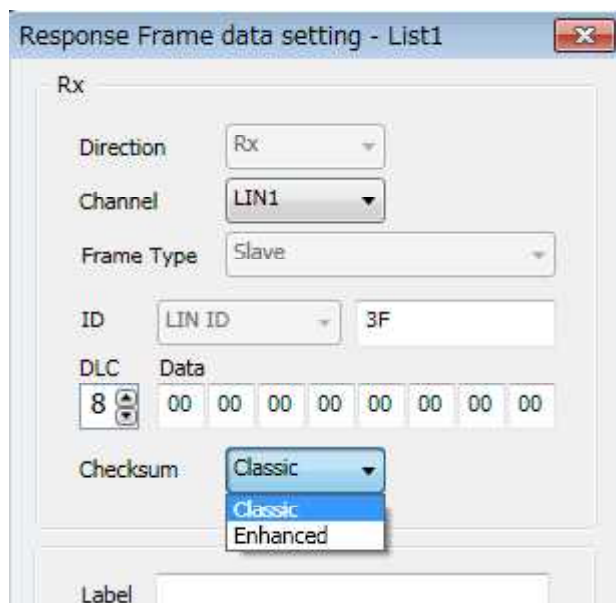 Response Frame data setting - List1
Rx
Direction Rx
Channel LIN1
Frame Type Slave
ID LIN ID 3F
DLC Data
8 00 00 00 00 00 00 00 00
Checksum Classic
Classic
Enhanced
Label